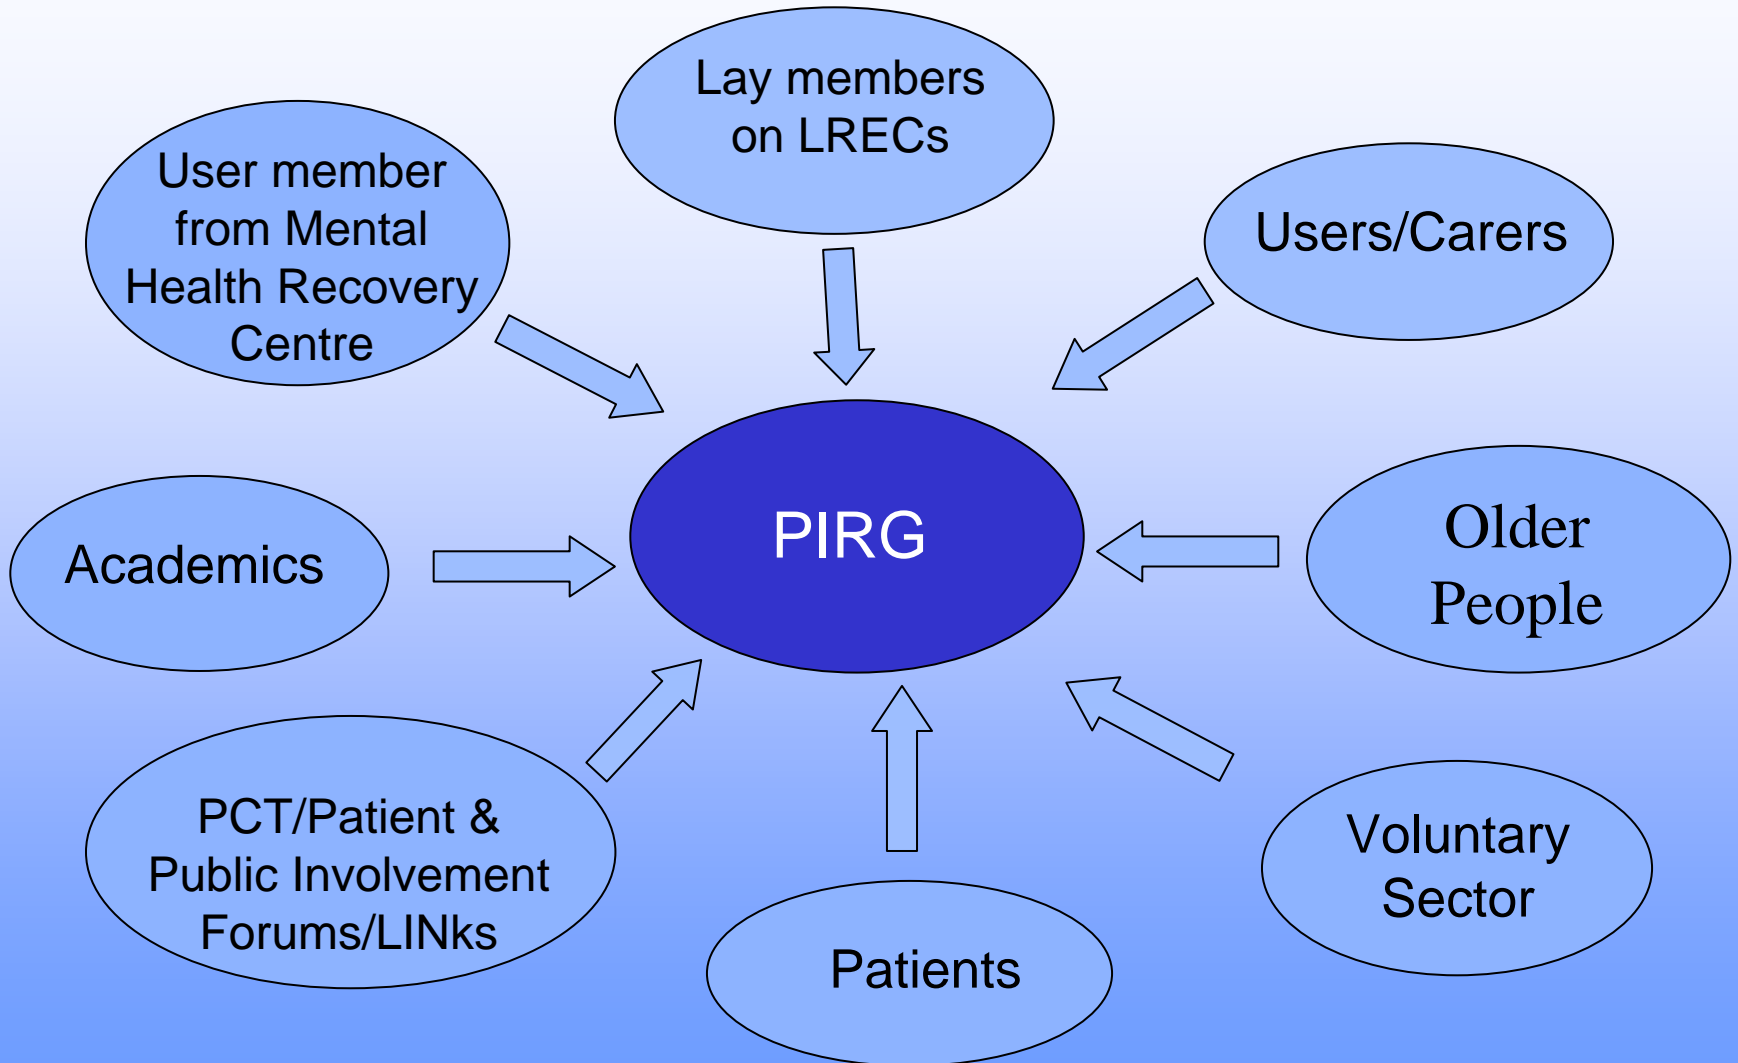 Lay members
on LRECs
User member
from Mental
Health Recovery
Centre
Users/Carers
PIRG
Academics
Older
People
PCT/Patient &
Public Involvement
Forums/LINks
Voluntary
Sector
Patients